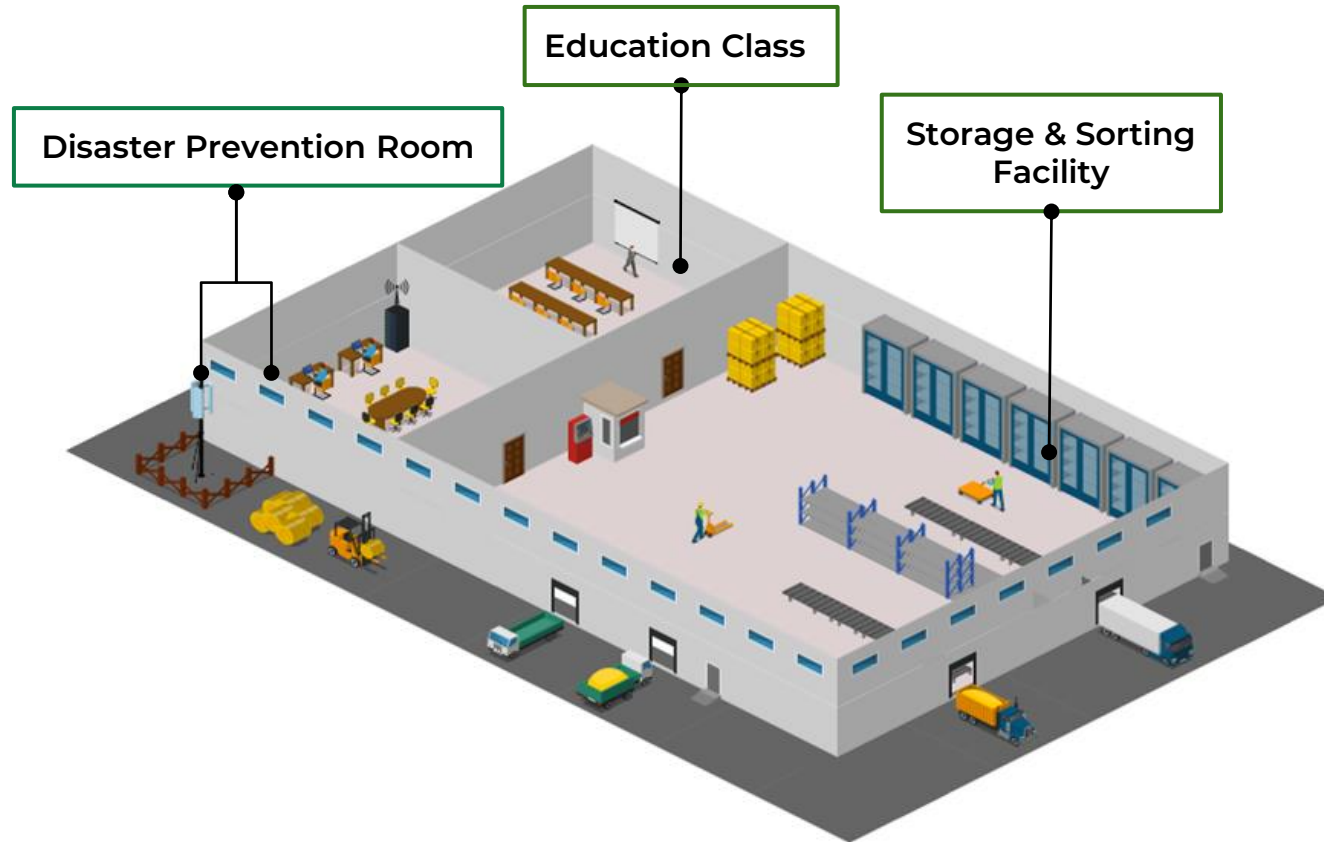 Education Class
Disaster Prevention Room
Storage & Sorting
Facility